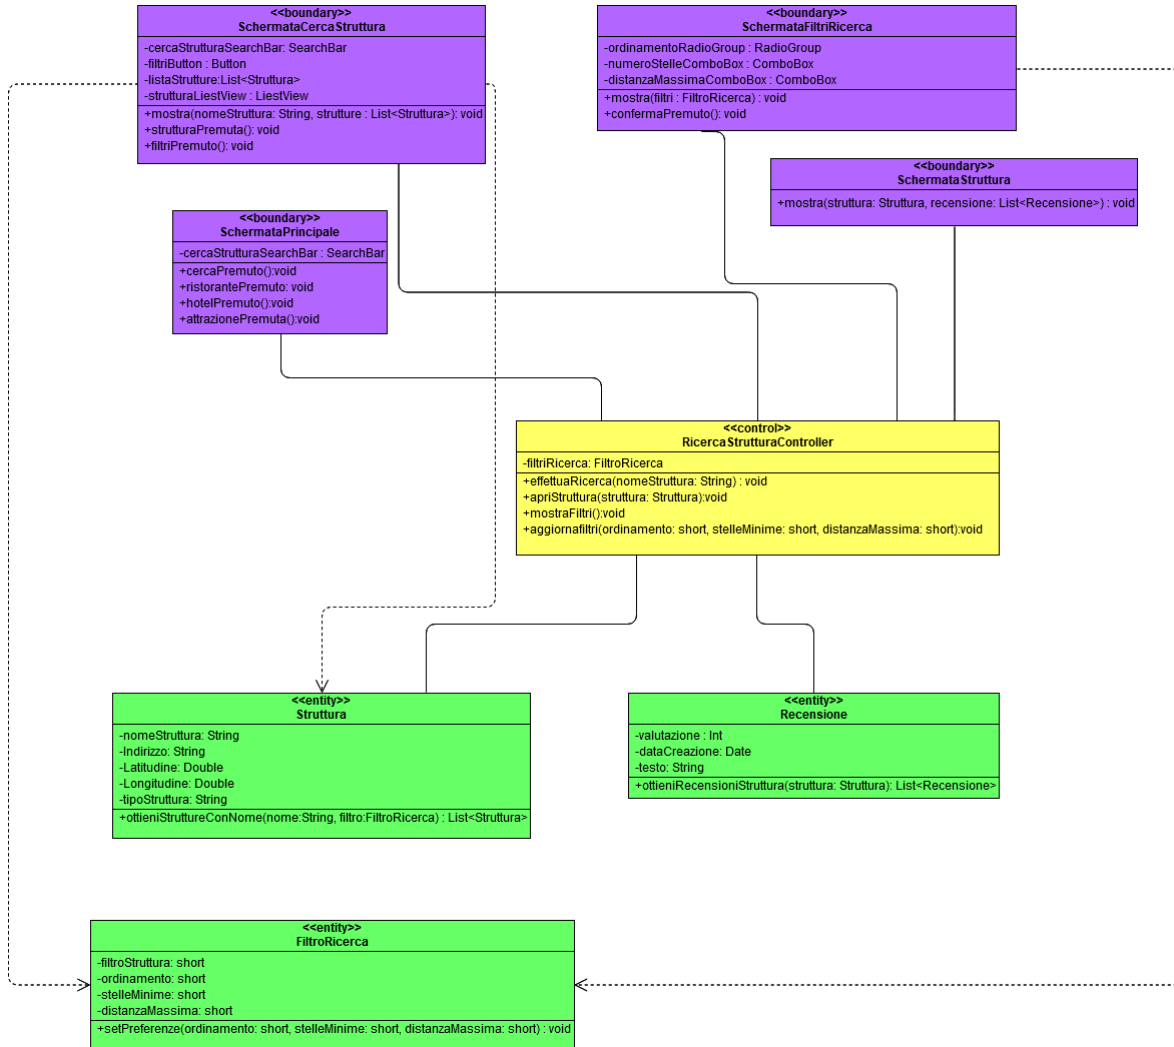 <<boundary>>
SchermataCercaStruttura
-cercaStrutturaSearchBar: SearchBar
-filtriButton : Button
-listaStrutture:List<Struttura>
-strutturaLiestView : LiestView
+mostra(nomeStruttura: String, strutture : List<Struttura>): void
+strutturaPremuta(): void
+filtriPremuto(): void
<<boundary>>
SchermataFiltriRicerca
-ordinamentoRadioGroup : RadioGroup
-numeroStelleComboBox : ComboBox
-distanzaMassimaComboBox : ComboBox
+mostra(filtri : FiltroRicerca) : void
+confermaPremuto(): void
<<boundary>>
SchermataStruttura
+mostra(struttura: Struttura, recensione: List<Recensione>) : void
<<boundary>>
SchermataPrincipale
-cercaStrutturaSearchBar : SearchBar
+cercaPremuto():void
+ristorantePremuto: void
+hotelPremuto():void
+attrazionePremuta():void
<<control>>
RicercaStrutturaController
-filtriRicerca: FiltroRicerca
+effettuaRicerca(nomeStruttura: String) : void
+apriStruttura(struttura: Struttura):void
+mostraFiltri():void
+aggiornafiltri(ordinamento: short, stelleMinime: short, distanzaMassima: short):void
<<entity>>
Struttura
-nomeStruttura: String
-Indirizzo: String
-Latitudine: Double
-Longitudine: Double
-tipoStruttura: String
+ottieniStruttureConNome(nome:String, filtro:FiltroRicerca) : List<Struttura>
<<entity>>
Recensione
-valutazione : Int
-dataCreazione: Date
-testo: String
+ottieniRecensioniStruttura(struttura: Struttura): List<Recensione>
<<entity>>
FiltroRicerca
-filtroStruttura: short
-ordinamento: short
-stelleMinime: short
-distanzaMassima: short
+setPreferenze(ordinamento: short, stelleMinime: short, distanzaMassima: short) : void